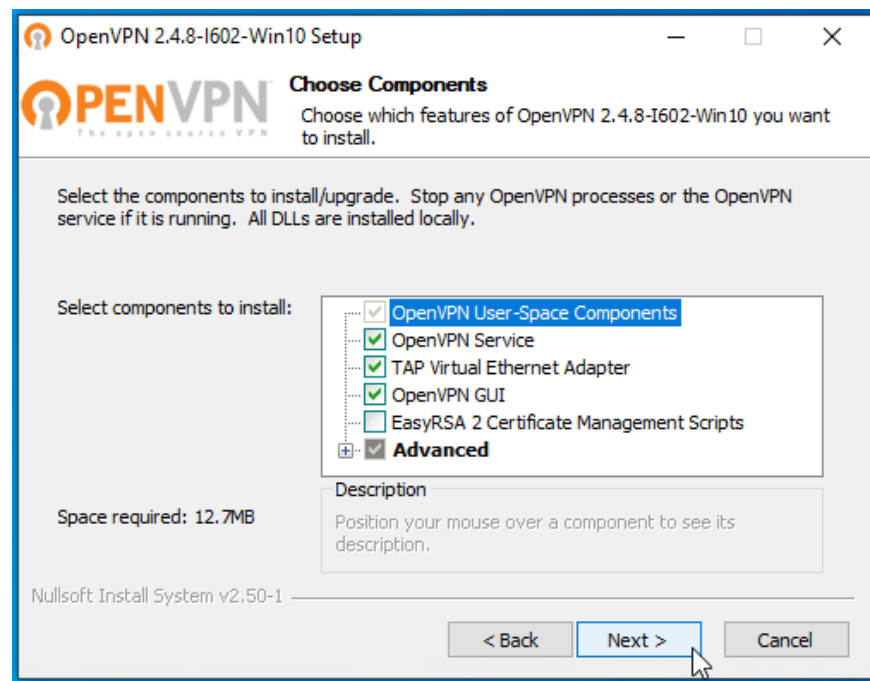 OpenVPN 2.4.8-I602-Win10 Setup
OPENVPN
The open source VPN
Choose Components
Choose which features of OpenVPN 2.4.8-I602-Win10 you want
to install.
Select the components to install/upgrade.  Stop any OpenVPN processes or the OpenVPN
service if it is running.  All DLLs are installed locally.
Select components to install:
OpenVPN User-Space Components
OpenVPN Service
TAP Virtual Ethernet Adapter
OpenVPN GUI
EasyRSA 2 Certificate Management Scripts
Advanced
Space required: 12.7MB
Description
Position your mouse over a component to see its
description.
Nullsoft Install System v2.50-1
< Back Next > Cancel